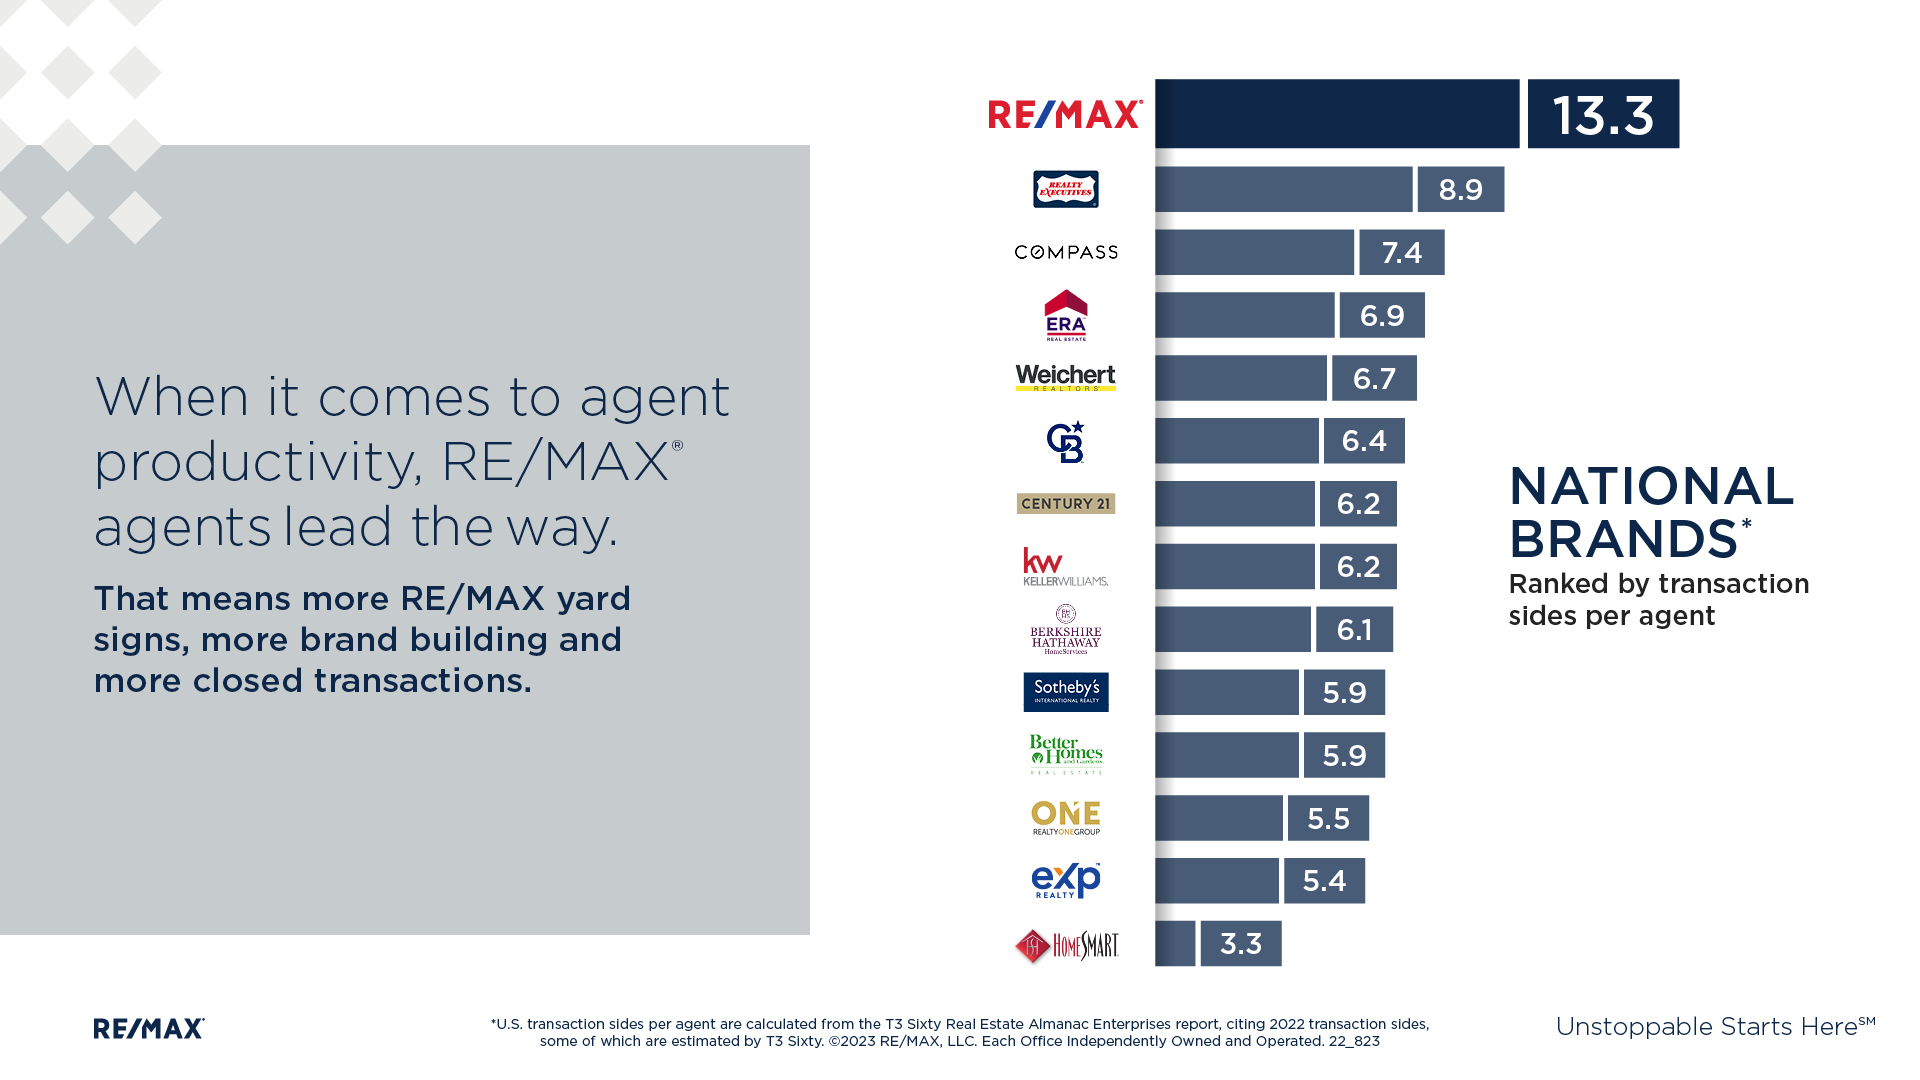 When it comes to agent
productivity, RE/MAX®
agents lead the way.
That means more RE/MAX yard
signs, more brand building and
more closed transactions.
RE/MAX® 13.3
REALTY
EXECUTIVES 8.9
COMPASS 7.4
ERA
REAL ESTATE 6.9
Weichert
REALTORS® 6.7
CB 6.4
CENTURY 21 6.2
kw
KELLERWILLIAMS. 6.2
BH
HS
BERKSHIRE
HATHAWAY
HomeServices 6.1
Sotheby's
INTERNATIONAL REALTY 5.9
Better
Homes
and Gardens
REAL ESTATE 5.9
ONE
REALTYONEGROUP 5.5
eXp™
REALTY 5.4
HOMESMART 3.3
NATIONAL
BRANDS*
Ranked by transaction
sides per agent
RE/MAX®
*U.S. transaction sides per agent are calculated from the T3 Sixty Real Estate Almanac Enterprises report, citing 2022 transaction sides,
some of which are estimated by T3 Sixty. ©2023 RE/MAX, LLC. Each Office Independently Owned and Operated. 22_823
Unstoppable Starts Here℠